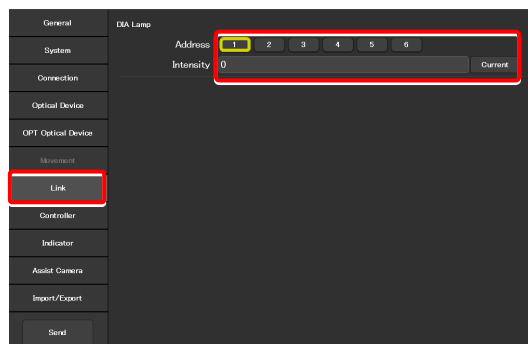 General
System
Connection
Optical Device
OPT Optical Device
Movement
Link
Controller
Indicator
Assist Camera
Import/Export
Send
DIA Lamp
Address 1 2 3 4 5 6
Intensity 0 Current